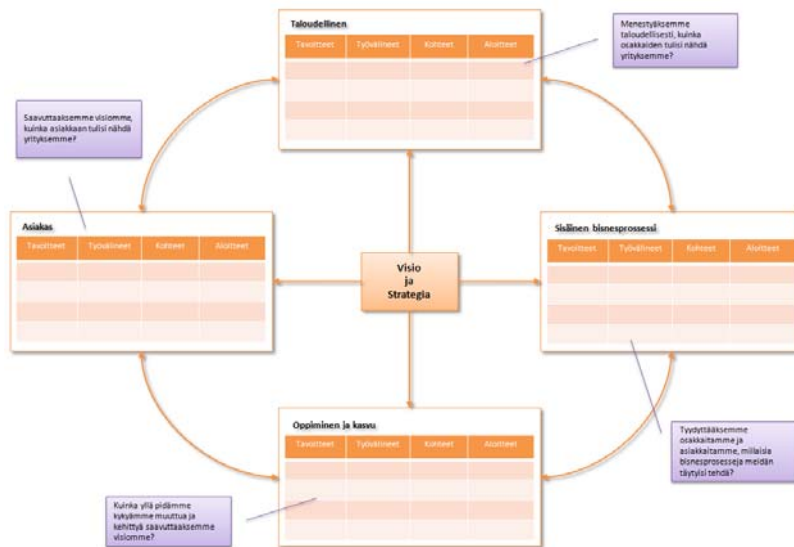 Taloudellinen
Tavoitteet Työvälineet Kohteet Aloitteet
Menestyäksemme
taloudellisesti, kuinka
osakkaiden tulisi nähdä
yrityksemme?
Saavuttaaksemme visiomme,
kuinka asiakkaan tulisi nähdä
yrityksemme?
Asiakas
Tavoitteet Työvälineet Kohteet Aloitteet
Visio
ja
Strategia
Sisäinen bisnesprosessi
Tavoitteet Työvälineet Kohteet Aloitteet
Oppiminen ja kasvu
Tavoitteet Työvälineet Kohteet Aloitteet
Tyydyttääksemme
osakkaitamme ja
asiakkaitamme, millaisia
bisnesprosesseja meidän
täytyisi tehdä?
Kuinka yllä pidämme
kykyämme muuttua ja
kehittyä saavuttaaksemme
visiomme?